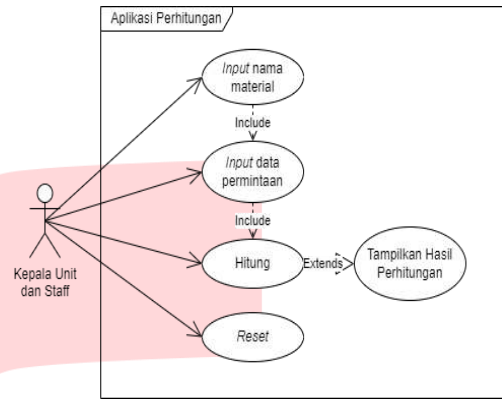 Aplikasi Perhitungan
Input nama
material
Include
Input data
permintaan
Include
Hitung
Extends
Tampilkan Hasil
Perhitungan
Kepala Unit
dan Staff
Reset